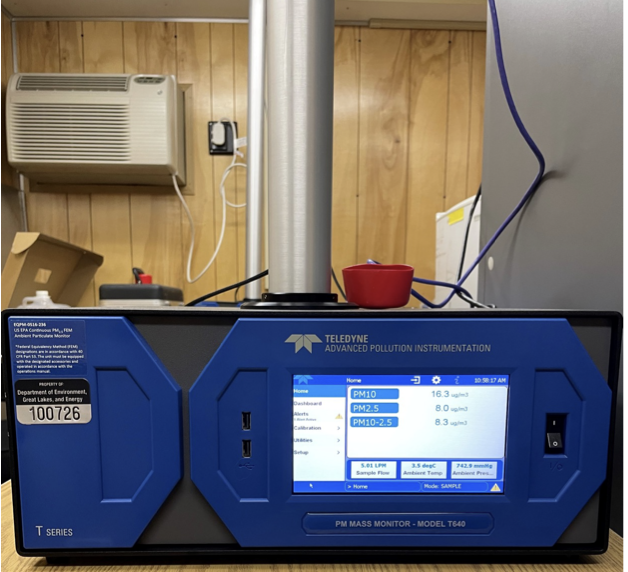 EQPM-0516-236
US EPA Continuous PM2.5 FEM
Ambient Particulate Monitor
*Federal Equivalency Method (FEM)
designations are in accordance with 40
CFR Part 53. The unit must be equipped
with the designated accessories and
operated in accordance with the
operations manual.
PROPERTY OF
Department of Environment,
Great Lakes, and Energy
100726
T SERIES
TELEDYNE
ADVANCED POLLUTION INSTRUMENTATION
Home
10:58:17 AM
Home
Dashboard
Alerts
Calibration >
Utilities >
Setup >
PM10 16.3 ug/m3
PM2.5 8.0 ug/m3
PM10-2.5 8.3 ug/m3
5.01 LPM
Sample Flow
3.5 degC
Ambient Temp
742.9 mmHg
Ambient Pres...
> Home
Mode: SAMPLE
PM MASS MONITOR - MODEL T640